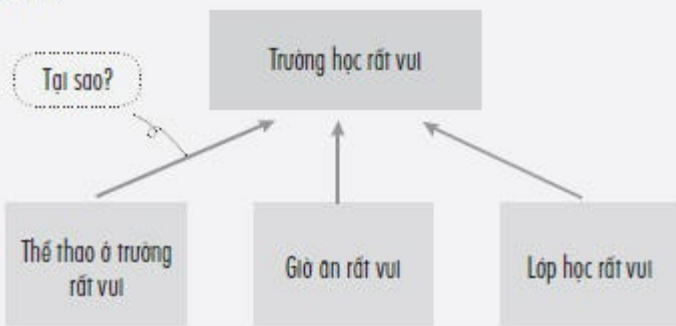 Trường học rất vui
Tại sao?
Thể thao ở trường
rất vui
Giờ ăn rất vui
Lớp học rất vui